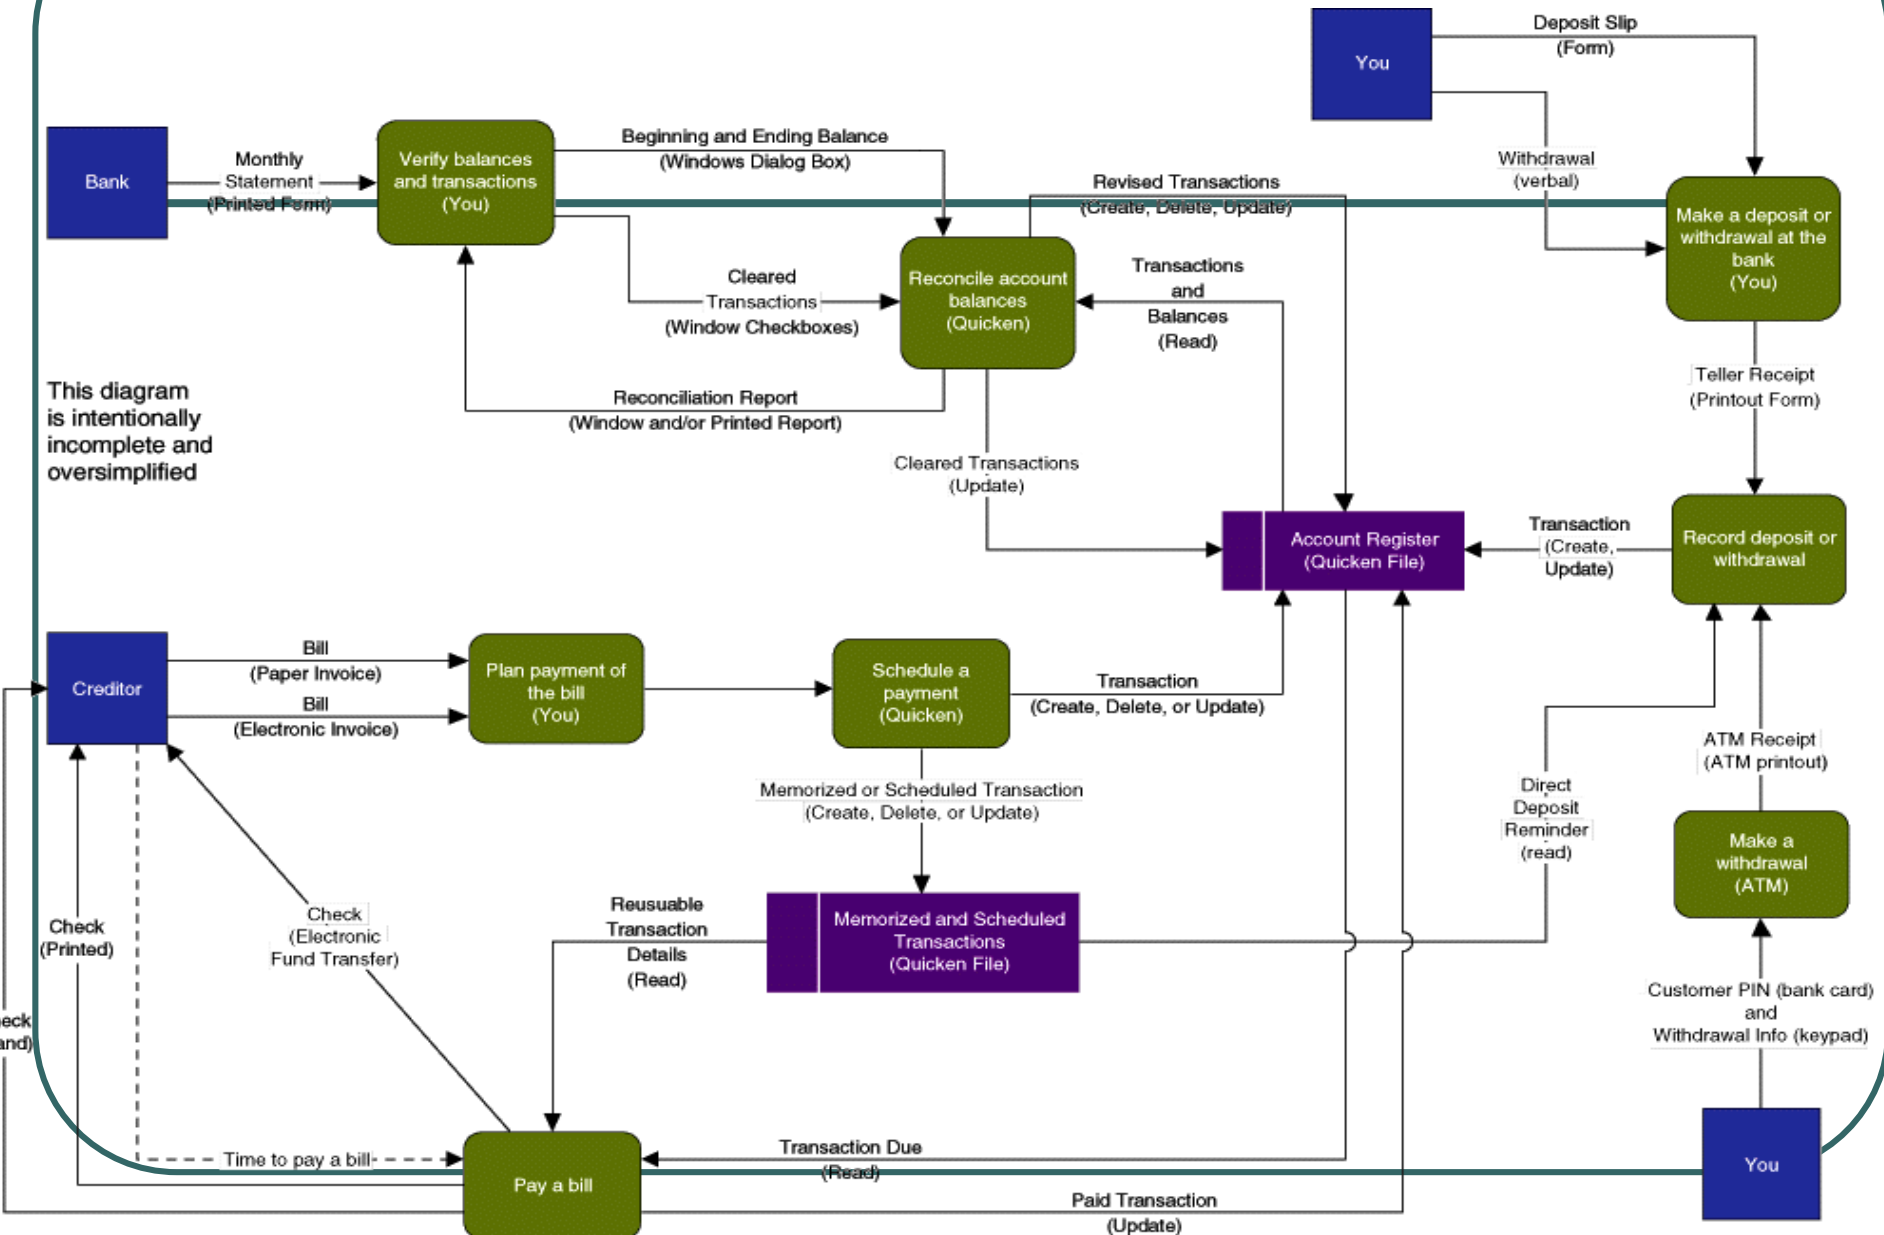 Deposit Slip
(Form)
You
Withdrawal
(verbal)
Bank
Monthly
Statement
(Printed Form)
Verify balances
and transactions
(You)
Beginning and Ending Balance
(Windows Dialog Box)
Revised Transactions
(Create, Delete, Update)
Make a deposit or
withdrawal at the
bank
(You)
Cleared
Transactions
(Window Checkboxes)
Reconcile account
balances
(Quicken)
Transactions
and
Balances
(Read)
This diagram
is intentionally
incomplete and
oversimplified
Reconciliation Report
(Window and/or Printed Report)
Teller Receipt
(Printout Form)
Cleared Transactions
(Update)
Account Register
(Quicken File)
Transaction
(Create,
Update)
Record deposit or
withdrawal
Creditor
Bill
(Paper Invoice)
Bill
(Electronic Invoice)
Plan payment of
the bill
(You)
Schedule a
payment
(Quicken)
Transaction
(Create, Delete, or Update)
Memorized or Scheduled Transaction
(Create, Delete, or Update)
ATM Receipt
(ATM printout)
Direct
Deposit
Reminder
(read)
Make a
withdrawal
(ATM)
Check
(Printed)
Check
(Electronic
Fund Transfer)
Reusuable
Transaction
Details
(Read)
Memorized and Scheduled
Transactions
(Quicken File)
Customer PIN (bank card)
and
Withdrawal Info (keypad)
eck
and)
Time to pay a bill
Pay a bill
Transaction Due
(Read)
Paid Transaction
(Update)
You